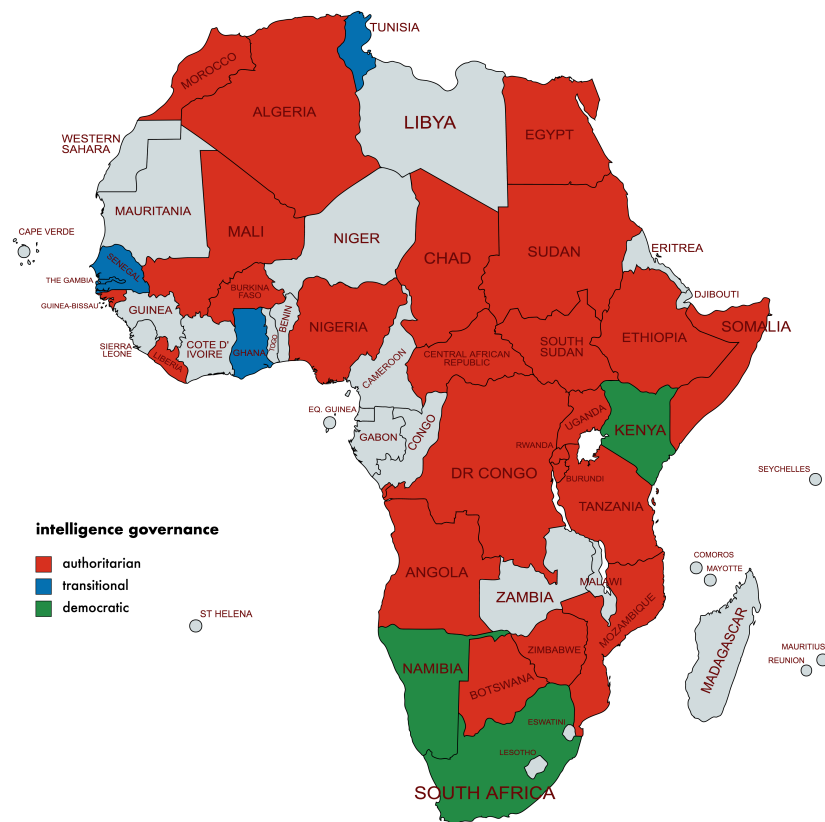 TUNISIA
MOROCCO
ALGERIA
LIBYA
EGYPT
WESTERN
SAHARA
MAURITANIA
MALI
NIGER
CHAD
SUDAN
ERITREA
CAPE VERDE
SENEGAL
THE GAMBIA
GUINEA-BISSAU
GUINEA
BURKINA
FASO
DJIBOUTI
SIERRA
LEONE
LIBERIA
COTE D'
IVOIRE
GHANA
TOGO
BENIN
NIGERIA
CAMEROON
CENTRAL AFRICAN
REPUBLIC
SOUTH
SUDAN
ETHIOPIA
SOMALIA
EQ. GUINEA
GABON
CONGO
DR CONGO
UGANDA
KENYA
RWANDA
BURUNDI
TANZANIA
SEYCHELLES
intelligence governance
authoritarian
transitional
democratic
ANGOLA
ZAMBIA
MALAWI
MOZAMBIQUE
COMOROS
MAYOTTE
ST HELENA
MADAGASCAR
MAURITIUS
REUNION
NAMIBIA
ZIMBABWE
BOTSWANA
ESWATINI
LESOTHO
SOUTH AFRICA